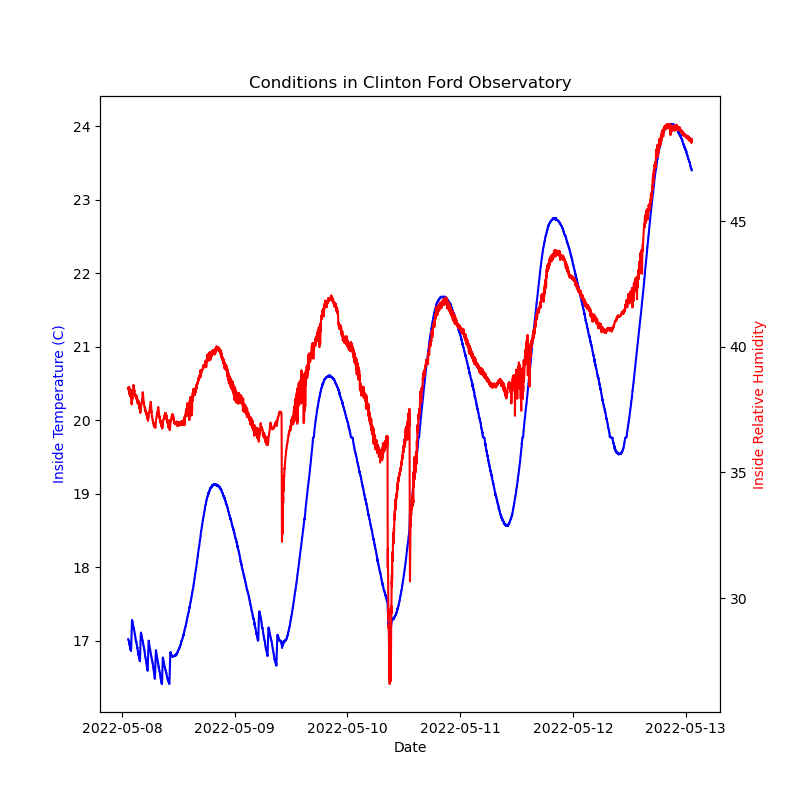 Conditions in Clinton Ford Observatory
24
23
22
21
20
19
18
17
Inside Temperature (C)
45
40
35
30
Inside Relative Humidity
2022-05-08 2022-05-09 2022-05-10 2022-05-11 2022-05-12 2022-05-13
Date